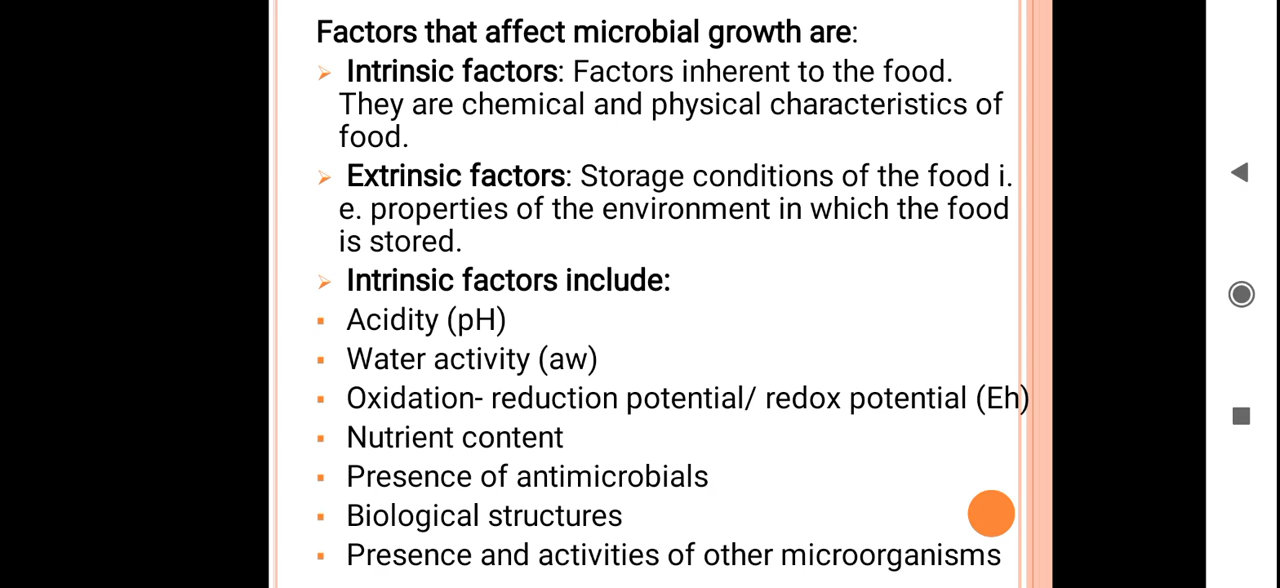 Factors that affect microbial growth are:
Intrinsic factors: Factors inherent to the food.
They are chemical and physical characteristics of
food.
Extrinsic factors: Storage conditions of the food i.
e. properties of the environment in which the food
is stored.
Intrinsic factors include:
Acidity (pH)
Water activity (aw)
Oxidation- reduction potential/ redox potential (Eh)
Nutrient content
Presence of antimicrobials
Biological structures
Presence and activities of other microorganisms